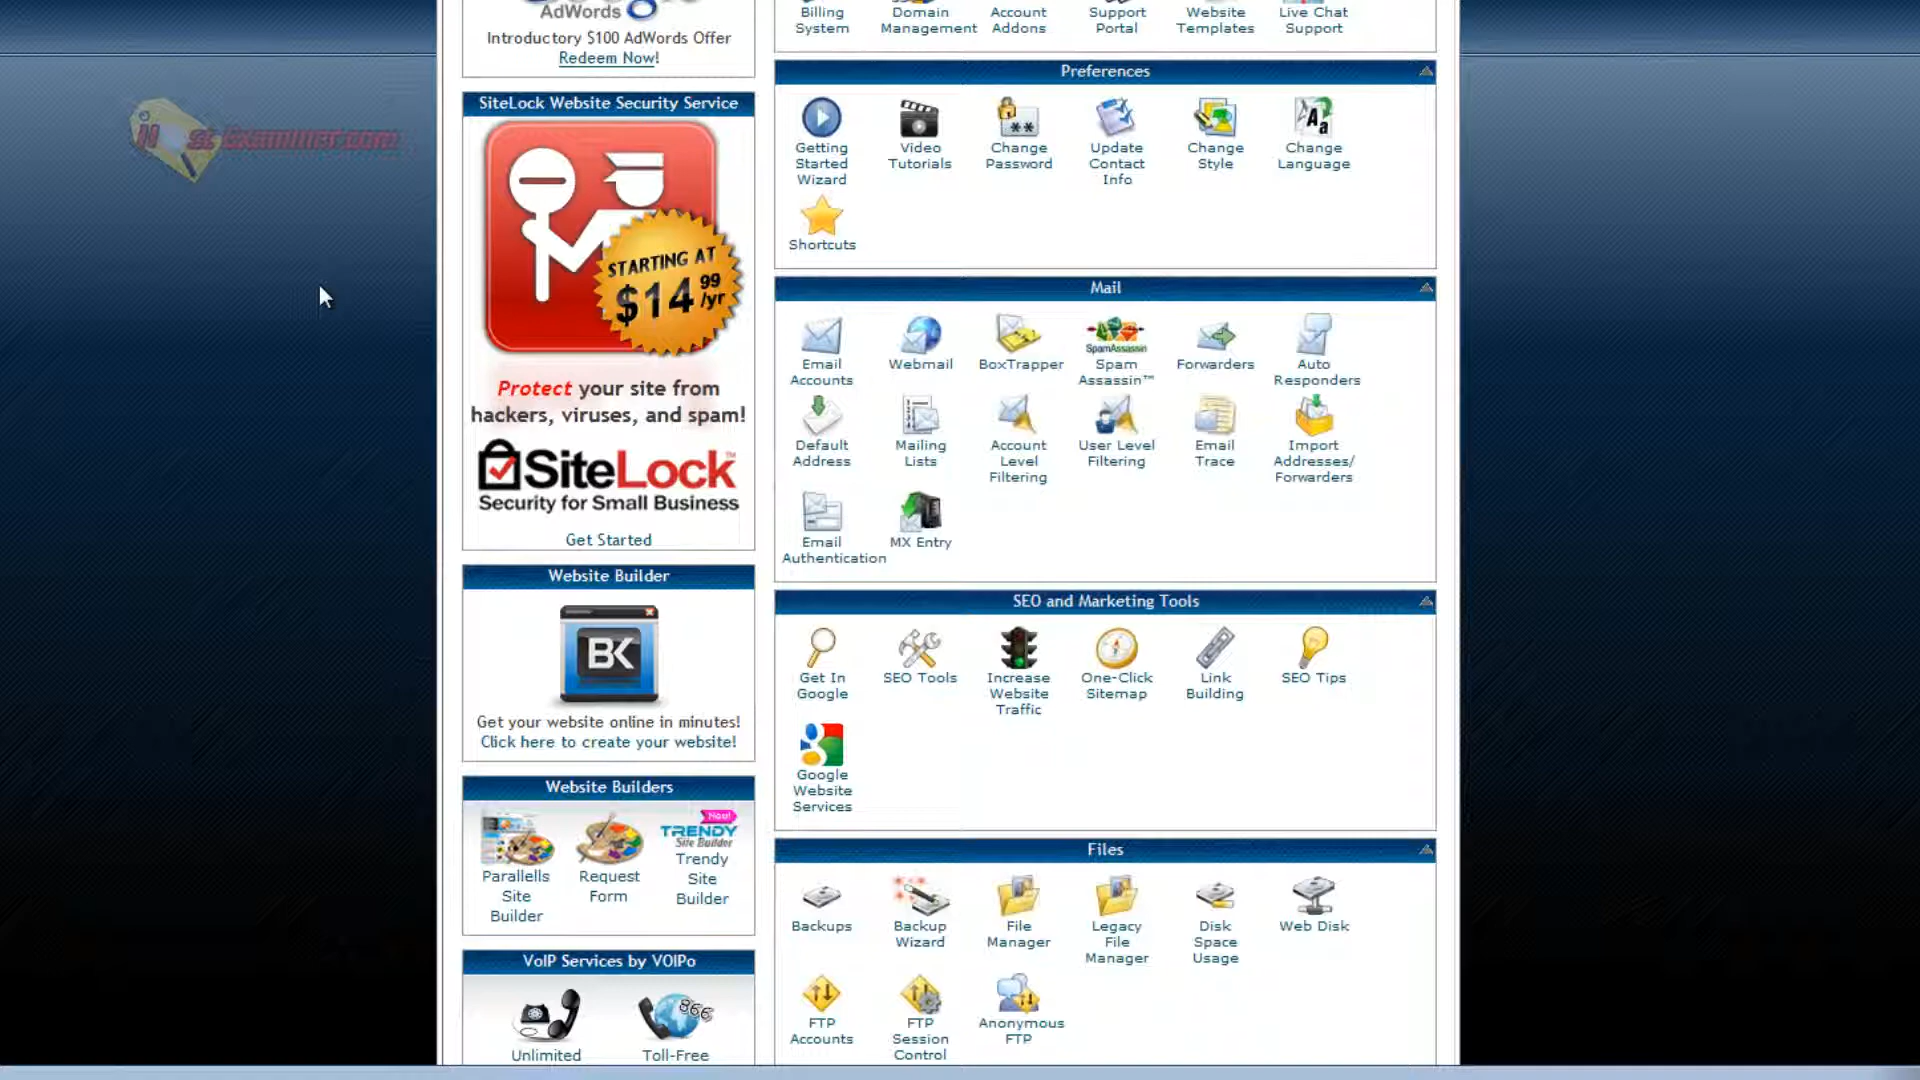 AdWords
Introductory $100 AdWords Offer
Redeem Now!
SiteLock Website Security Service
STARTING AT
$14 99 /yr
Protect your site from
hackers, viruses, and spam!
SiteLock™
Security for Small Business
Get Started
Website Builder
BK
Get your website online in minutes!
Click here to create your website!
Website Builders
New!
TRENDY
Site Builder
Parallells
Site
Builder
Request
Form
Trendy
Site
Builder
VoIP Services by VOIPo
866
Unlimited
Toll-Free
Billing
System
Domain
Management
Account
Addons
Support
Portal
Website
Templates
Live Chat
Support
Preferences
Getting
Started
Wizard
Video
Tutorials
**
Change
Password
Update
Contact
Info
Change
Style
Aa
Change
Language
Shortcuts
Mail
Email
Accounts
Webmail
BoxTrapper
SpamAssassin
Spam
Assassin™
Forwarders
Auto
Responders
Default
Address
Mailing
Lists
Account
Level
Filtering
User Level
Filtering
Email
Trace
Import
Addresses/
Forwarders
Email
Authentication
MX Entry
SEO and Marketing Tools
Get In
Google
SEO Tools
Increase
Website
Traffic
One-Click
Sitemap
Link
Building
SEO Tips
g
Google
Website
Services
Files
Backups
Backup
Wizard
File
Manager
Legacy
File
Manager
Disk
Space
Usage
Web Disk
FTP
Accounts
FTP
Session
Control
Anonymous
FTP
HostExaminer.com